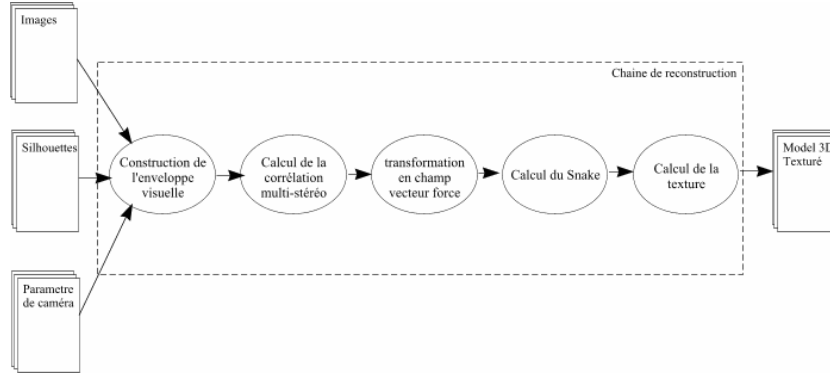 Images
Chaine de reconstruction
Silhouettes
Construction de
l'enveloppe
visuelle
Calcul de la
corrélation
multi-stéréo
transformation
en champ
vecteur force
Calcul du Snake
Calcul de la
texture
Model 3D
Texturé
Parametre
de caméra